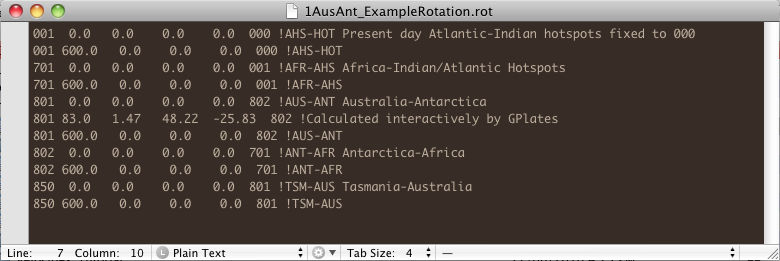 1AusAnt_ExampleRotation.rot
001  0.0    0.0    0.0    0.0  000 !AHS-HOT Present day Atlantic-Indian hotspots fixed to 000
001 600.0   0.0    0.0    0.0  000 !AHS-HOT
701  0.0    0.0    0.0    0.0  001 !AFR-AHS Africa-Indian/Atlantic Hotspots
701 600.0   0.0    0.0    0.0  001 !AFR-AHS
801  0.0    0.0    0.0    0.0  802 !AUS-ANT Australia-Antarctica
801 83.0   1.47   48.22  -25.83  802 !Calculated interactively by GPlates
801 600.0   0.0    0.0    0.0  802 !AUS-ANT
802  0.0    0.0    0.0    0.0  701 !ANT-AFR Antarctica-Africa
802 600.0   0.0    0.0    0.0  701 !ANT-AFR
850  0.0    0.0    0.0    0.0  801 !TSM-AUS Tasmania-Australia
850 600.0   0.0    0.0    0.0  801 !TSM-AUS
Line: 7 Column: 10 L Plain Text Tab Size: 4 —